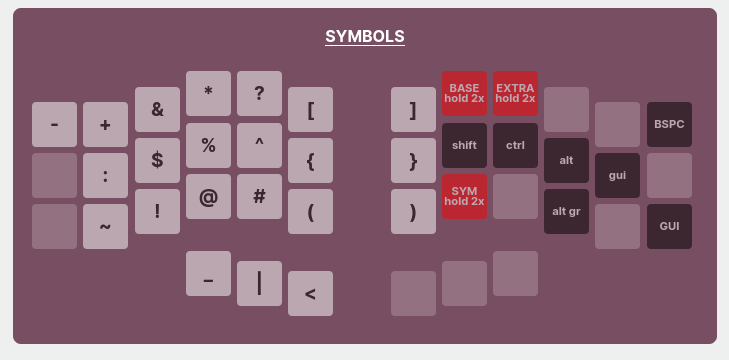 SYMBOLS
- + & * ? [ ] BASE hold 2x EXTRA hold 2x BSPC
: $ % ^ { } shift ctrl alt gui
~ ! @ # ( ) SYM hold 2x alt gr GUI
_ | <